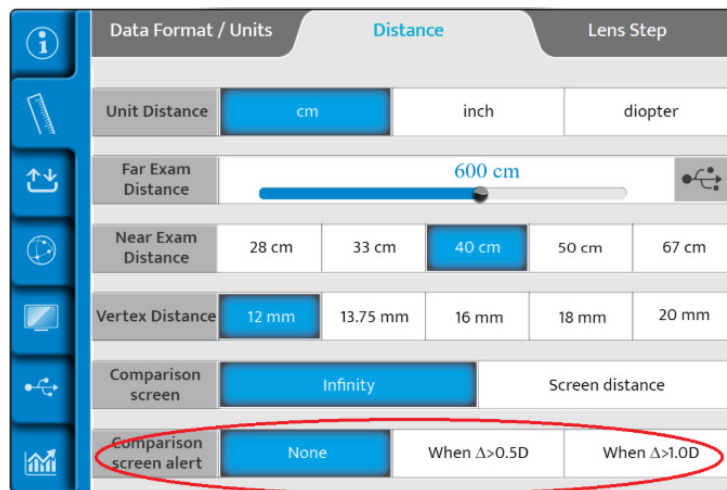 Data Format / Units Distance Lens Step
Unit Distance cm inch diopter
600 cm
Far Exam
Distance
Near Exam
Distance 28 cm 33 cm 40 cm 50 cm 67 cm
Vertex Distance 12 mm 13.75 mm 16 mm 18 mm 20 mm
Comparison
screen Infinity Screen distance
Comparison
screen alert None When Δ>0.5D When Δ>1.0D